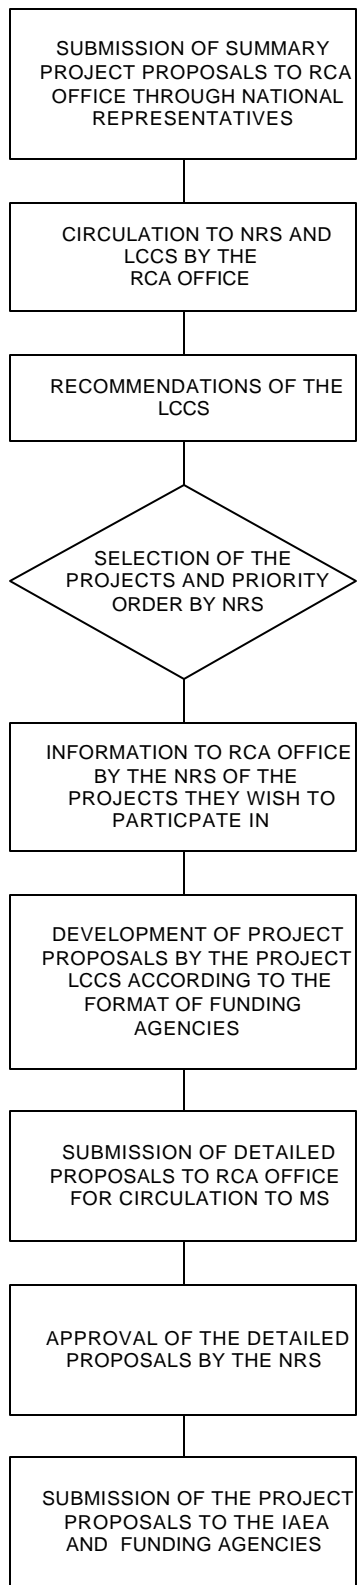 SUBMISSION OF SUMMARY
PROJECT PROPOSALS TO RCA
OFFICE THROUGH NATIONAL
REPRESENTATIVES
CIRCULATION TO NRS AND
LCCS BY THE
RCA OFFICE
RECOMMENDATIONS OF THE
LCCS
SELECTION OF THE
PROJECTS AND PRIORITY
ORDER BY NRS
INFORMATION TO RCA OFFICE
BY THE NRS OF THE
PROJECTS THEY WISH TO
PARTICPATE IN
DEVELOPMENT OF PROJECT
PROPOSALS BY THE PROJECT
LCCS ACCORDING TO THE
FORMAT OF FUNDING
AGENCIES
SUBMISSION OF DETAILED
PROPOSALS TO RCA OFFICE
FOR CIRCULATION TO MS
APPROVAL OF THE DETAILED
PROPOSALS BY THE NRS
SUBMISSION OF THE PROJECT
PROPOSALS TO THE IAEA
AND FUNDING AGENCIES